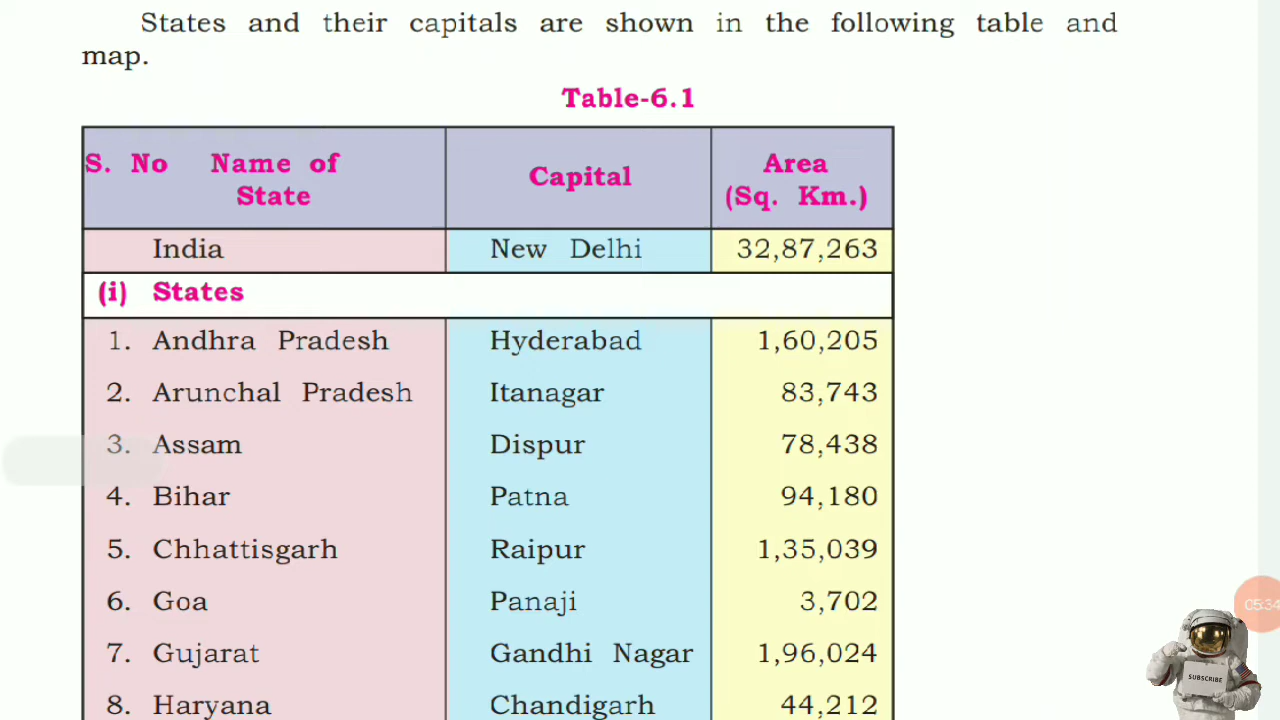 States and their capitals are shown in the following table and
map.
Table-6.1
S. No Name of State Capital Area (Sq. Km.)
India New Delhi 32,87,263
(i) States
1. Andhra Pradesh Hyderabad 1,60,205
2. Arunchal Pradesh Itanagar 83,743
3. Assam Dispur 78,438
4. Bihar Patna 94,180
5. Chhattisgarh Raipur 1,35,039
6. Goa Panaji 3,702
7. Gujarat Gandhi Nagar 1,96,024
8. Haryana Chandigarh 44,212
05:34
SUBSCRIBE